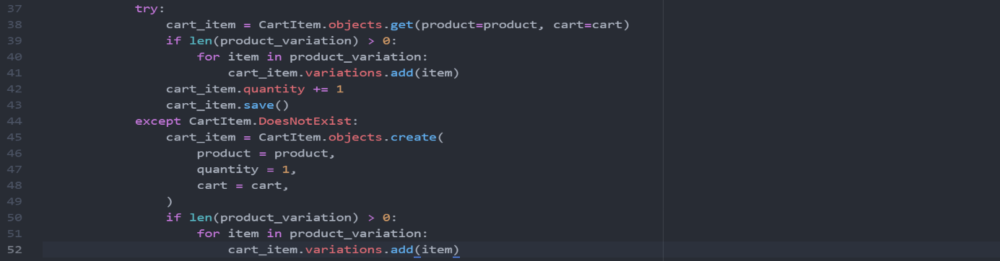 37 try:
38 cart_item = CartItem.objects.get(product=product, cart=cart)
39 if len(product_variation) > 0:
40 for item in product_variation:
41 cart_item.variations.add(item)
42 cart_item.quantity += 1
43 cart_item.save()
44 except CartItem.DoesNotExist:
45 cart_item = CartItem.objects.create(
46 product = product,
47 quantity = 1,
48 cart = cart,
49 )
50 if len(product_variation) > 0:
51 for item in product_variation:
52 cart_item.variations.add(item)